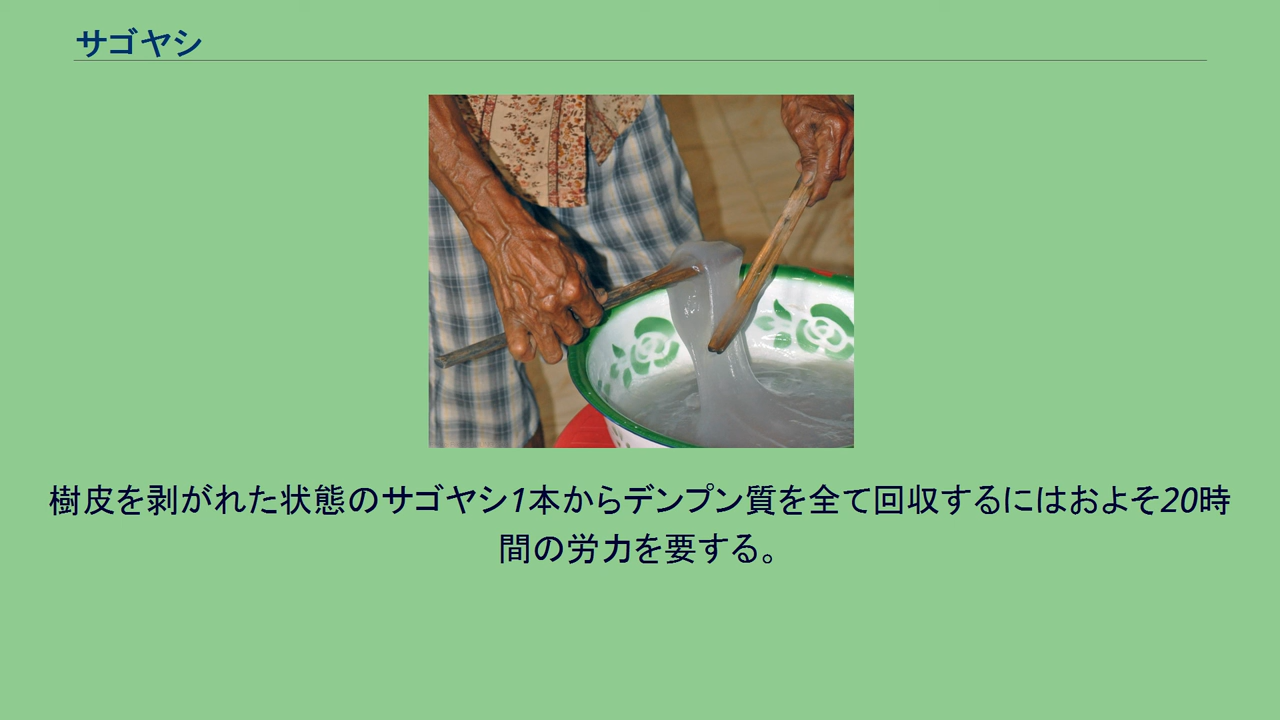 サゴヤシ
樹皮を剥がれた状態のサゴヤシ1本からデンプン質を全て回収するにはおよそ20時
間の労力を要する。